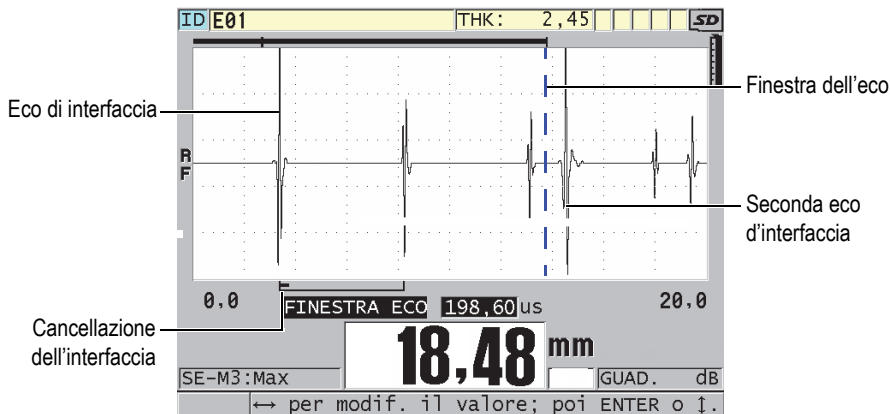 ID E01 THK: 2,45 SD
Eco di interfaccia
Finestra dell'eco
R
F
Seconda eco
d'interfaccia
0,0 FINESTRA ECO 198,60 us 20,0
Cancellazione
dell'interfaccia
18,48 mm
SE-M3:Max GUAD. dB
↔ per modif. il valore; poi ENTER o ↕.